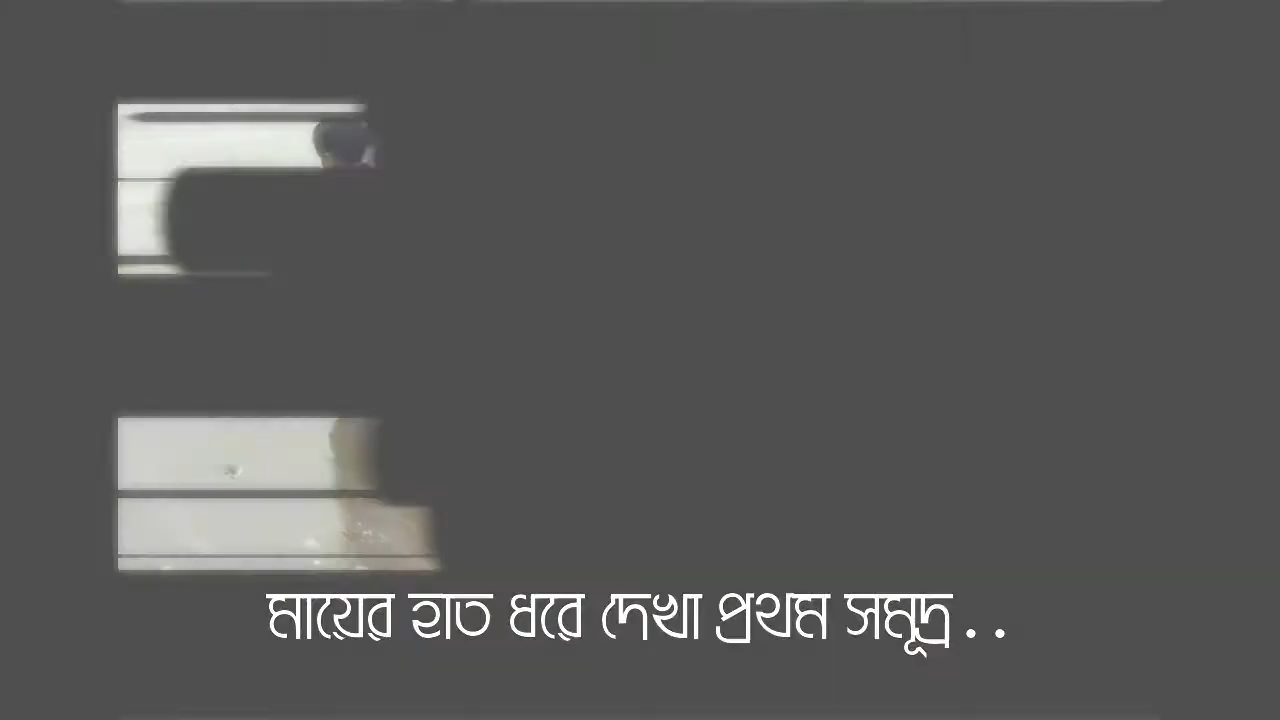 মায়ের হাত ধরে দেখা প্রথম সমূদ্র . .